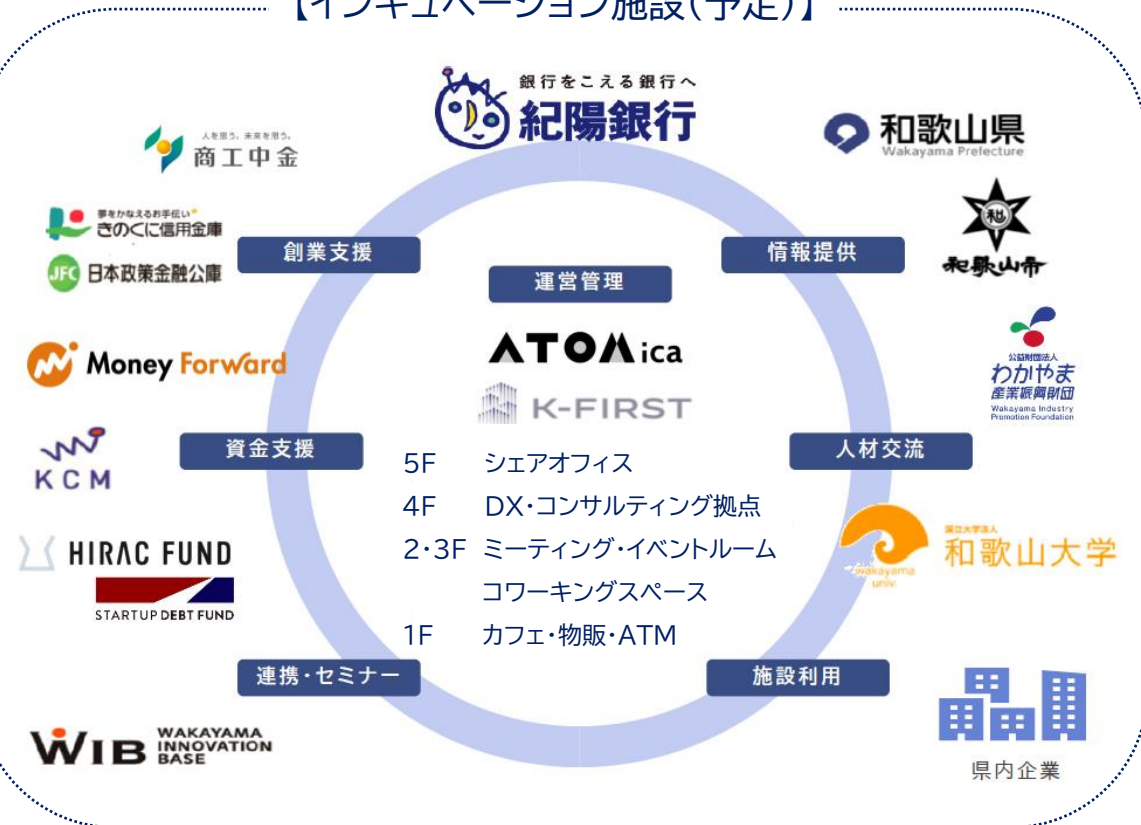 【インキュベーション施設(予定)】
銀行をこえる銀行へ
紀陽銀行
人を思う。未来を思う。
商工中金
和歌山県
Wakayama Prefecture
夢をかなえるお手伝い
きのくに信用金庫
JFC 日本政策金融公庫
創業支援
情報提供
和歌山市
運営管理
ATOMica
K-FIRST
Money Forward
公益財団法人
わかやま
産業振興財団
Wakayama Industry
Promotion Foundation
KCM
資金支援
人材交流
5F シェアオフィス
4F DX・コンサルティング拠点
2・3F ミーティング・イベントルーム
コワーキングスペース
1F カフェ・物販・ATM
HIRAC FUND
STARTUP DEBT FUND
wakayama
univ.
国立大学法人
和歌山大学
連携・セミナー
施設利用
WIB WAKAYAMA
INNOVATION
BASE
県内企業